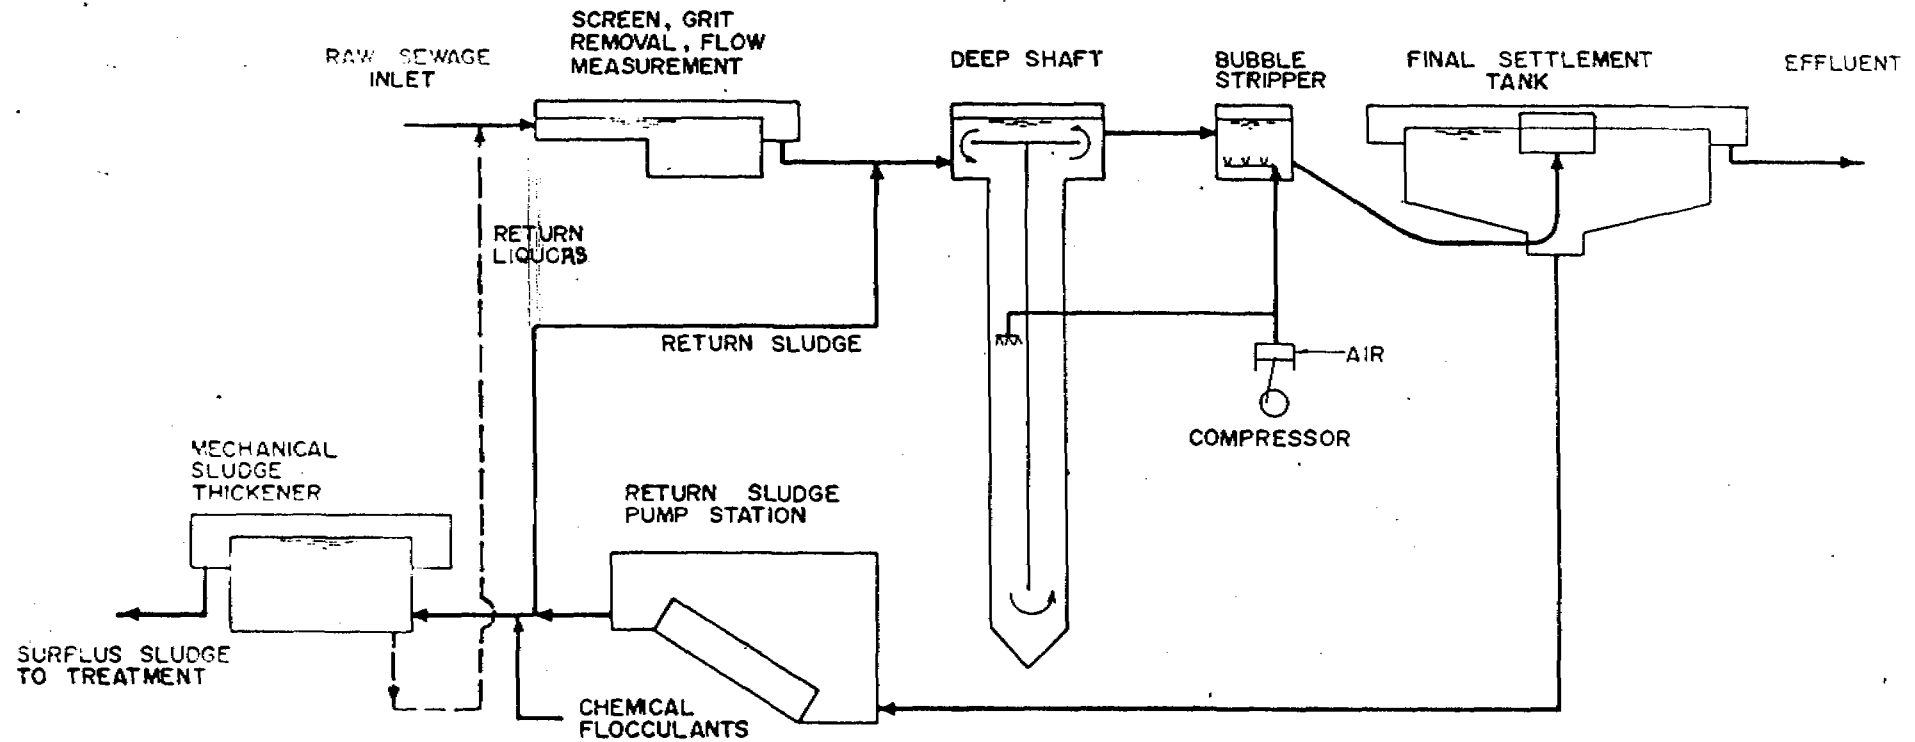 SCREEN, GRIT
REMOVAL, FLOW
MEASUREMENT
RAW SEWAGE
INLET
DEEP SHAFT
BUBBLE
STRIPPER
FINAL SETTLEMENT
TANK
EFFLUENT
RETURN
LIQUORS
RETURN SLUDGE
AIR
COMPRESSOR
MECHANICAL
SLUDGE
THICKENER
RETURN SLUDGE
PUMP STATION
SURPLUS SLUDGE
TO TREATMENT
CHEMICAL
FLOCCULANTS